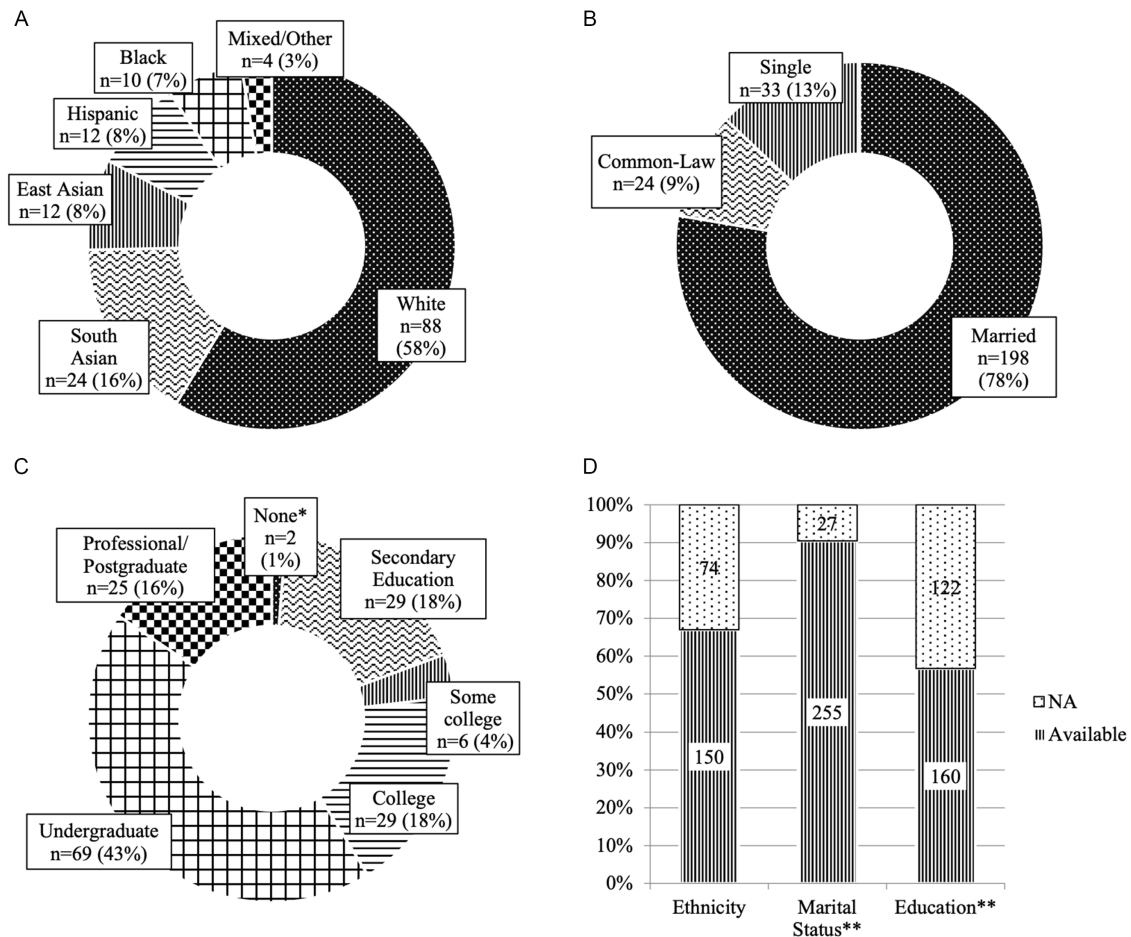 A
Mixed/Other
n=4 (3%)
Black
n=10 (7%)
Hispanic
n=12 (8%)
East Asian
n=12 (8%)
South
Asian
n=24 (16%)
White
n=88
(58%)
B
Single
n=33 (13%)
Common-Law
n=24 (9%)
Married
n=198
(78%)
C
None*
n=2
(1%)
Professional/
Postgraduate
n=25 (16%)
Secondary
Education
n=29 (18%)
Some
college
n=6 (4%)
College
n=29 (18%)
Undergraduate
n=69 (43%)
D
100%
90%
80%
70%
60%
50%
40%
30%
20%
10%
0%
74
27
122
150
255
160
NA
Available
Ethnicity
Marital
Status**
Education**